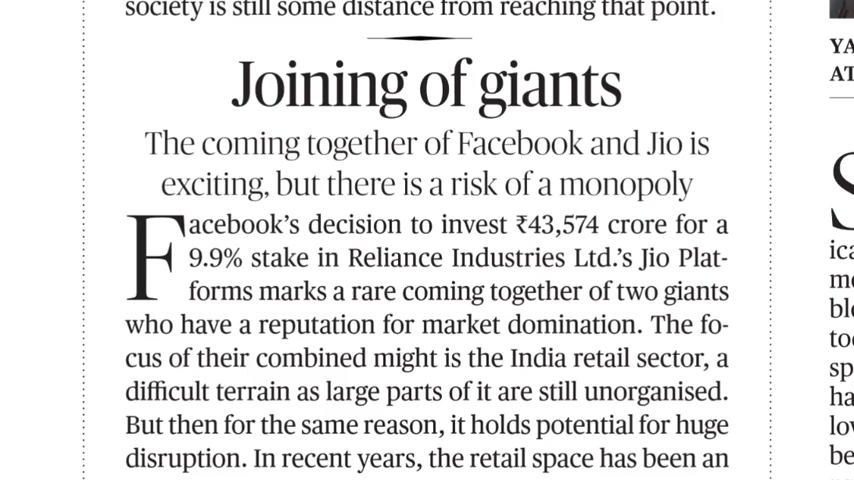 society is still some distance from reaching that point.
Joining of giants
The coming together of Facebook and Jio is
exciting, but there is a risk of a monopoly
Facebook's decision to invest ₹43,574 crore for a
9.9% stake in Reliance Industries Ltd.'s Jio Plat-
forms marks a rare coming together of two giants
who have a reputation for market domination. The fo-
cus of their combined might is the India retail sector, a
difficult terrain as large parts of it are still unorganised.
But then for the same reason, it holds potential for huge
disruption. In recent years, the retail space has been an
YA
AT
S
ica
me
blo
to
sp
ha
lo
be